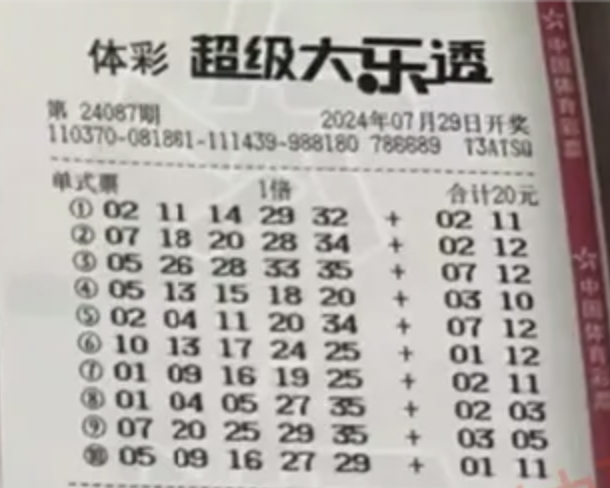 体彩 超级大乐透
第 24087期 2024年07月29日开奖
110370-081861-111439-988180 786689 T3ATSQ
单式票 1倍 合计20元
① 02 11 14 29 32 + 02 11
② 07 18 20 28 34 + 02 12
③ 05 26 28 33 35 + 07 12
④ 05 13 15 18 20 + 03 10
⑤ 02 04 11 20 34 + 07 12
⑥ 10 13 17 24 25 + 01 12
⑦ 01 09 16 19 25 + 02 11
⑧ 01 04 05 27 35 + 02 03
⑨ 07 20 25 29 35 + 03 05
⑩ 05 09 16 27 29 + 01 11
中国体育彩票
中国体育彩票